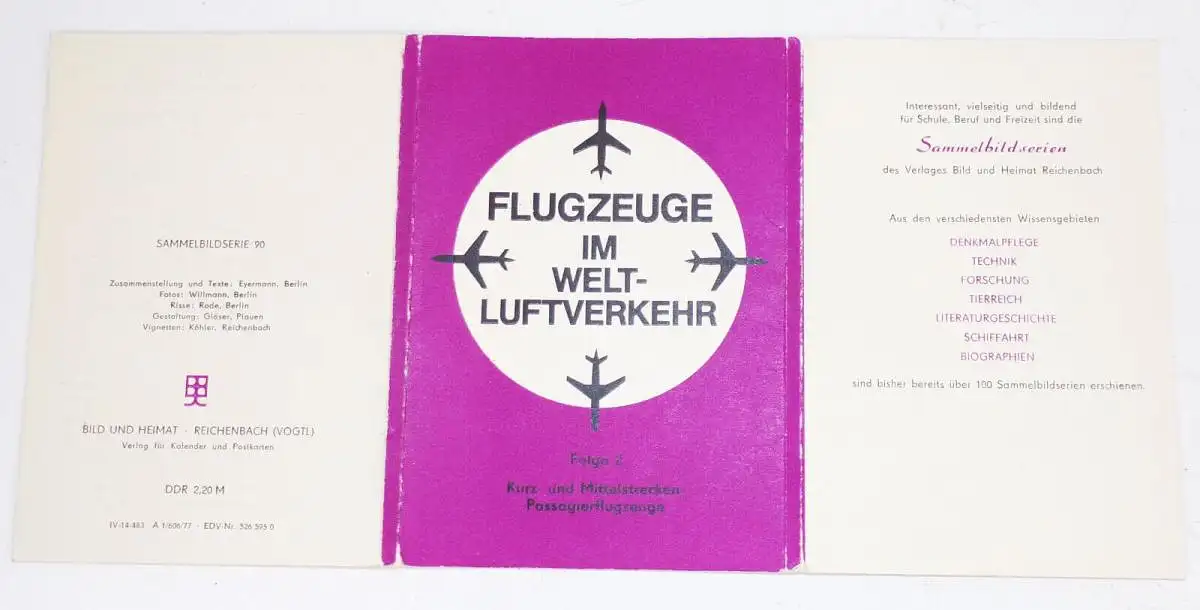 SAMMELBILDSERIE 90
Zusammenstellung und Texte: Eyermann, Berlin
Fotos: Willmann, Berlin
Risse: Rode, Berlin
Gestaltung: Gläser, Plauen
Vignetten: Köhler, Reichenbach
BILD UND HEIMAT · REICHENBACH (VOGTL)
Verlag für Kalender und Postkarten
DDR 2,20 M
IV-14-483 A 1/606/77 · EDV-Nr. 526 595 0
FLUGZEUGE
IM
WELT-
LUFTVERKEHR
Folge 2
Kurz- und Mittelstrecken-
Passagierflugzeuge
Interessant, vielseitig und bildend
für Schule, Beruf und Freizeit sind die
Sammelbildserien
des Verlages Bild und Heimat Reichenbach
Aus den verschiedensten Wissensgebieten
DENKMALPFLEGE
TECHNIK
FORSCHUNG
TIERREICH
LITERATURGESCHICHTE
SCHIFFAHRT
BIOGRAPHIEN
sind bisher bereits über 100 Sammelbildserien erschienen.